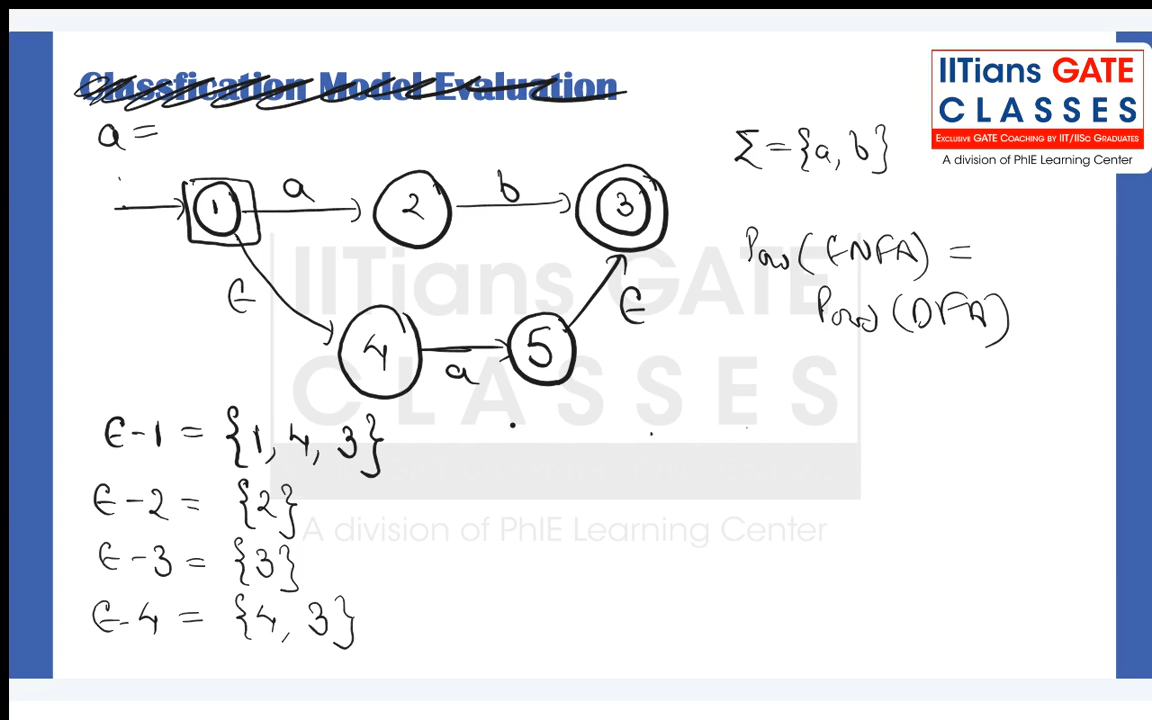 Classfication Model Evaluation
IITians GATE
CLASSES
EXCLUSIVE GATE COACHING BY IIT/IISC GRADUATES
A division of PhIE Learning Center
a =
Σ = {a, b}
1 a 2 b 3
Pow (ϵNFA) =
Pow (DFA)
ϵ ϵ
4 a 5
IITians GATE
CLASSES
A division of PhIE Learning Center
ϵ-1 = {1, 4, 3}
ϵ-2 = {2}
ϵ-3 = {3}
ϵ-4 = {4, 3}